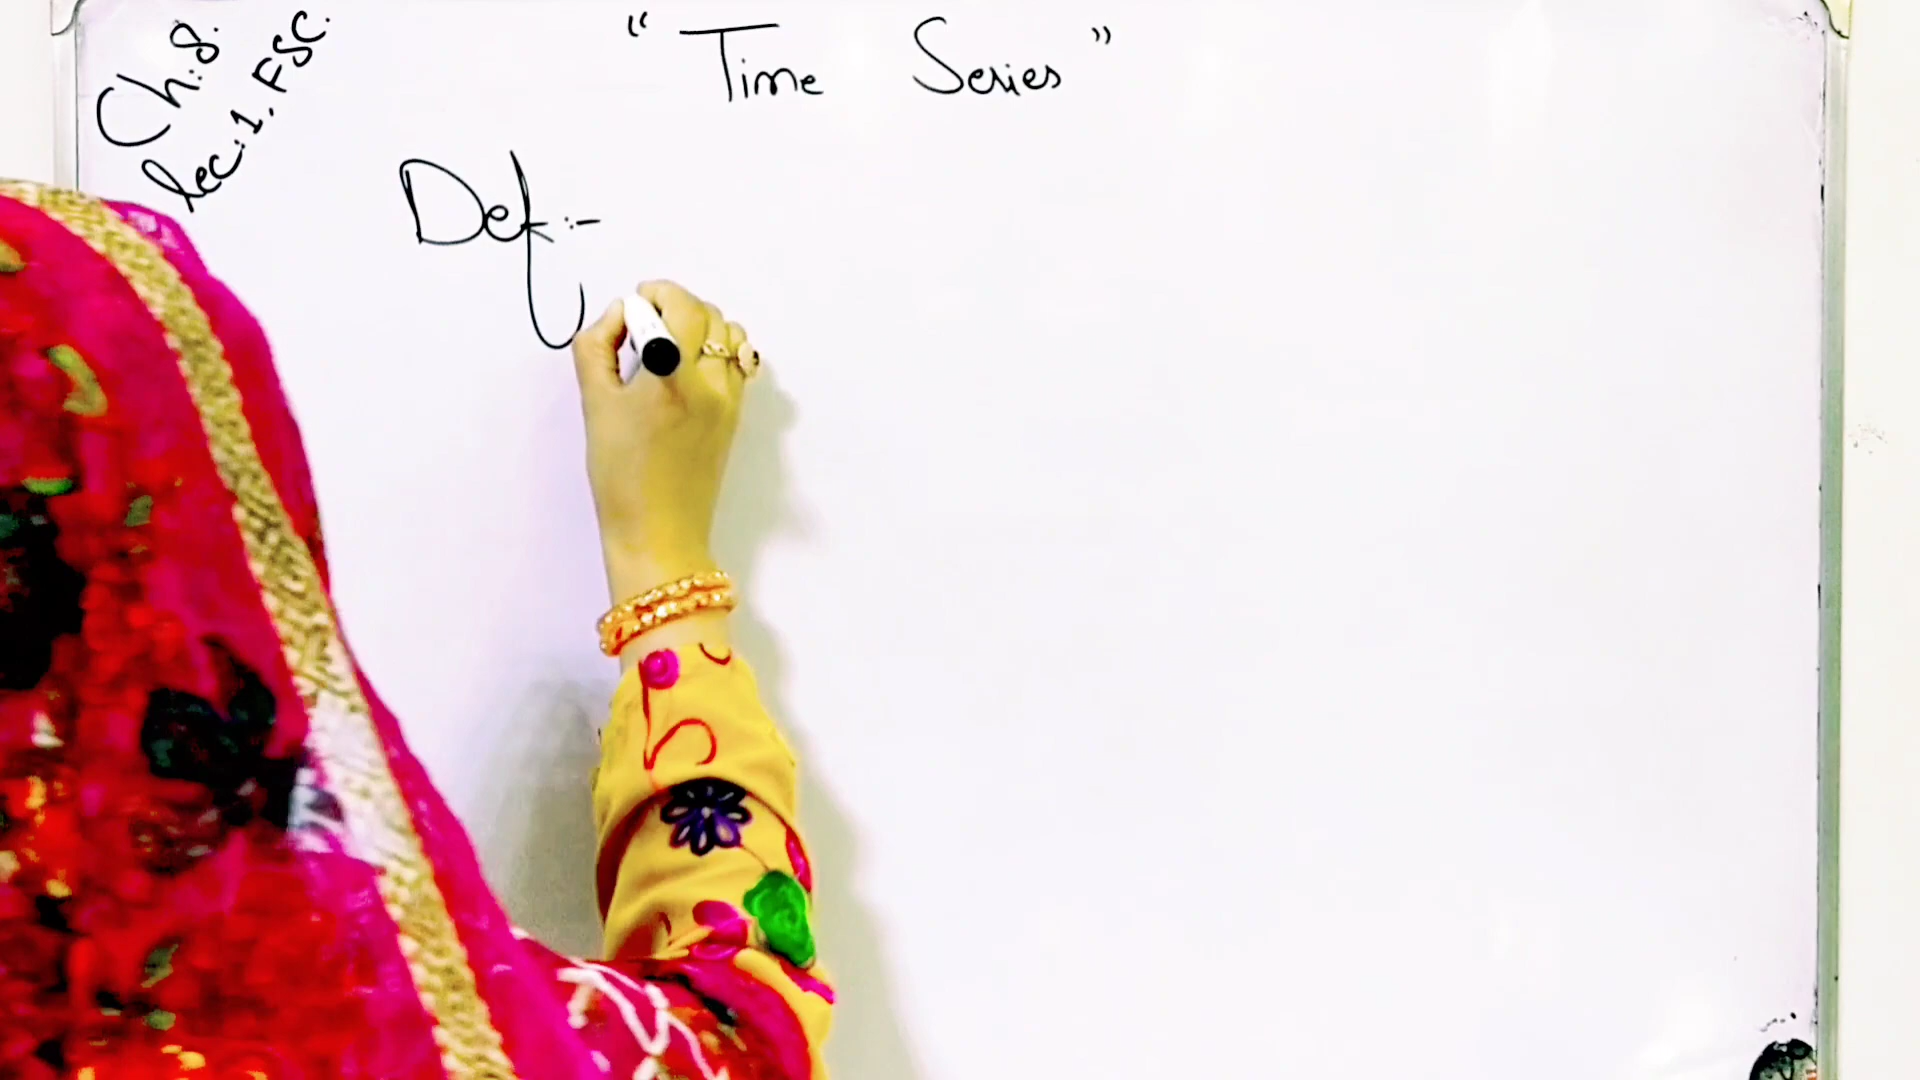 Ch:8.
lec:1. FSC.
“Time Series”
Def:-